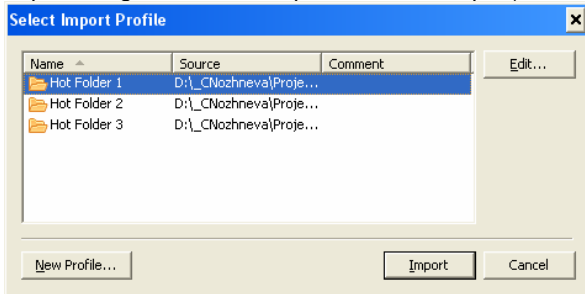 Select Import Profile
Name Source Comment
Edit...
Hot Folder 1 D:\_CNozhneva\Proje...
Hot Folder 2 D:\_CNozhneva\Proje...
Hot Folder 3 D:\_CNozhneva\Proje...
New Profile... Import Cancel